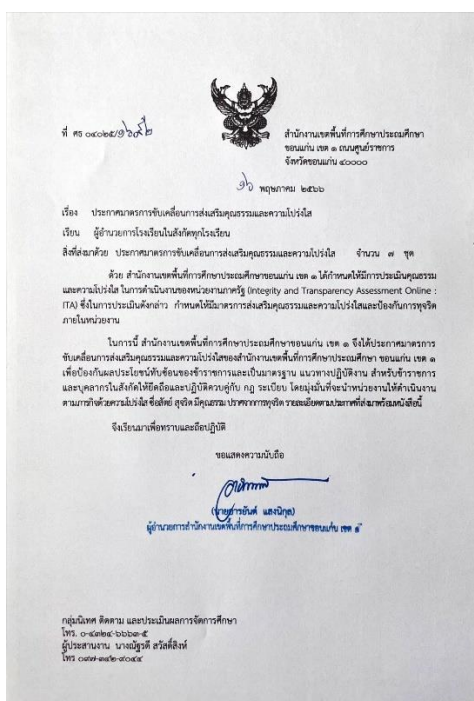 ที่ ศธ ๐๔๐๒๕/
สำนักงานเขตพื้นที่การศึกษาประถมศึกษา
ขอนแก่น เขต ๑ ถนนศูนย์ราชการ
จังหวัดขอนแก่น ๔๐๐๐๐
๑๖ พฤษภาคม ๒๕๖๖
เรื่อง ประกาศมาตรการขับเคลื่อนการส่งเสริมคุณธรรมและความโปร่งใส
เรียน ผู้อำนวยการโรงเรียนในสังกัดทุกโรงเรียน
สิ่งที่ส่งมาด้วย ประกาศมาตรการขับเคลื่อนการส่งเสริมคุณธรรมและความโปร่งใส จำนวน ๗ ชุด
ด้วย สำนักงานเขตพื้นที่การศึกษาประถมศึกษาขอนแก่น เขต ๑ ได้กำหนดให้มีการประเมินคุณธรรม
และความโปร่งใส ในการดำเนินงานของหน่วยงานภาครัฐ (Integrity and Transparency Assessment Online :
ITA) ซึ่งในการประเมินดังกล่าว กำหนดให้มีมาตรการส่งเสริมคุณธรรมและความโปร่งใสและป้องกันการทุจริต
ภายในหน่วยงาน
ในการนี้ สำนักงานเขตพื้นที่การศึกษาประถมศึกษาขอนแก่น เขต ๑ จึงได้ประกาศมาตรการ
ขับเคลื่อนการส่งเสริมคุณธรรมและความโปร่งใสของสำนักงานเขตพื้นที่การศึกษาประถมศึกษา ขอนแก่น เขต ๑
เพื่อป้องกันผลประโยชน์ทับซ้อนของข้าราชการและเป็นมาตรฐาน แนวทางปฏิบัติงาน สำหรับข้าราชการ
และบุคลากรในสังกัดให้ยึดถือและปฏิบัติควบคู่กับ กฎ ระเบียบ โดยมุ่งมั่นที่จะนำหน่วยงานให้ดำเนินงาน
ตามภารกิจด้วยความโปร่งใส ซื่อสัตย์ สุจริต มีคุณธรรม ปราศจากการทุจริต รายละเอียดตามประกาศที่ส่งมาพร้อมหนังสือนี้
จึงเรียนมาเพื่อทราบและถือปฏิบัติ
ขอแสดงความนับถือ
(นายภารยันต์ แสงนิกุล)
ผู้อำนวยการสำนักงานเขตพื้นที่การศึกษาประถมศึกษาขอนแก่น เขต ๑
กลุ่มนิเทศ ติดตาม และประเมินผลการจัดการศึกษา
โทร. ๐-๔๓๒๔-๖๖๖๓-๕
ผู้ประสานงาน นางณัฐรดี สวัสดิ์สิงห์
โทร